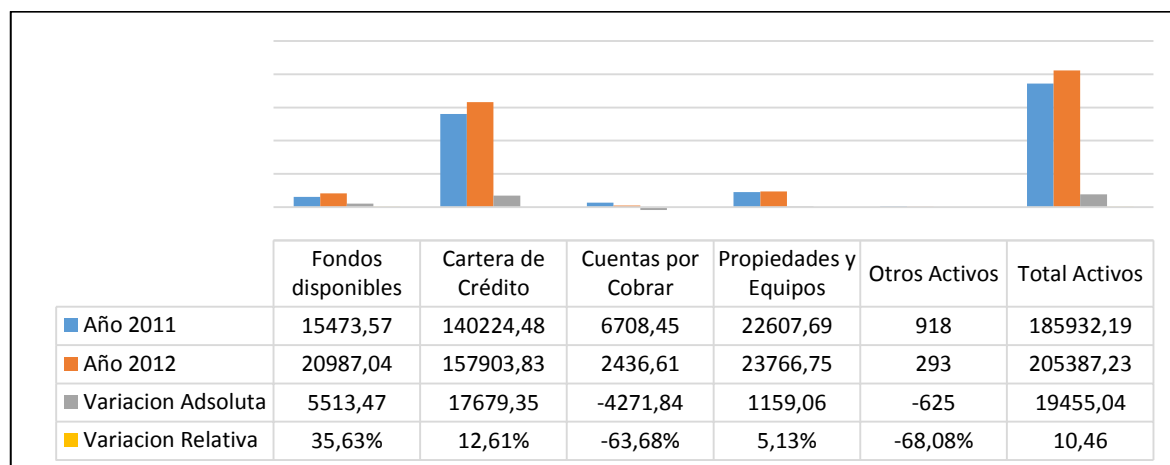 Fondos disponibles Cartera de Crédito Cuentas por Cobrar Propiedades y Equipos Otros Activos Total Activos
Año 2011 15473,57 140224,48 6708,45 22607,69 918 185932,19
Año 2012 20987,04 157903,83 2436,61 23766,75 293 205387,23
Variacion Adsoluta 5513,47 17679,35 -4271,84 1159,06 -625 19455,04
Variacion Relativa 35,63% 12,61% -63,68% 5,13% -68,08% 10,46